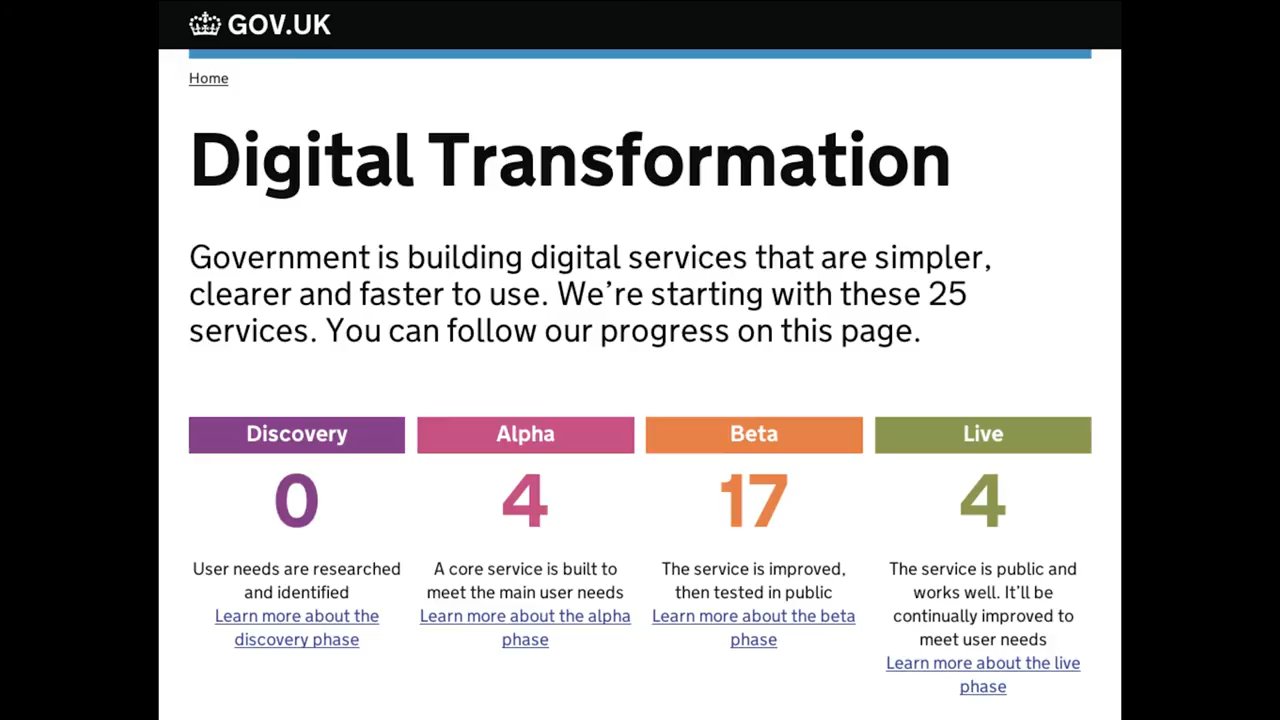 GOV.UK
Home
Digital Transformation
Government is building digital services that are simpler,
clearer and faster to use. We’re starting with these 25
services. You can follow our progress on this page.
Discovery
0
User needs are researched
and identified
Learn more about the
discovery phase
Alpha
4
A core service is built to
meet the main user needs
Learn more about the alpha
phase
Beta
17
The service is improved,
then tested in public
Learn more about the beta
phase
Live
4
The service is public and
works well. It’ll be
continually improved to
meet user needs
Learn more about the live
phase